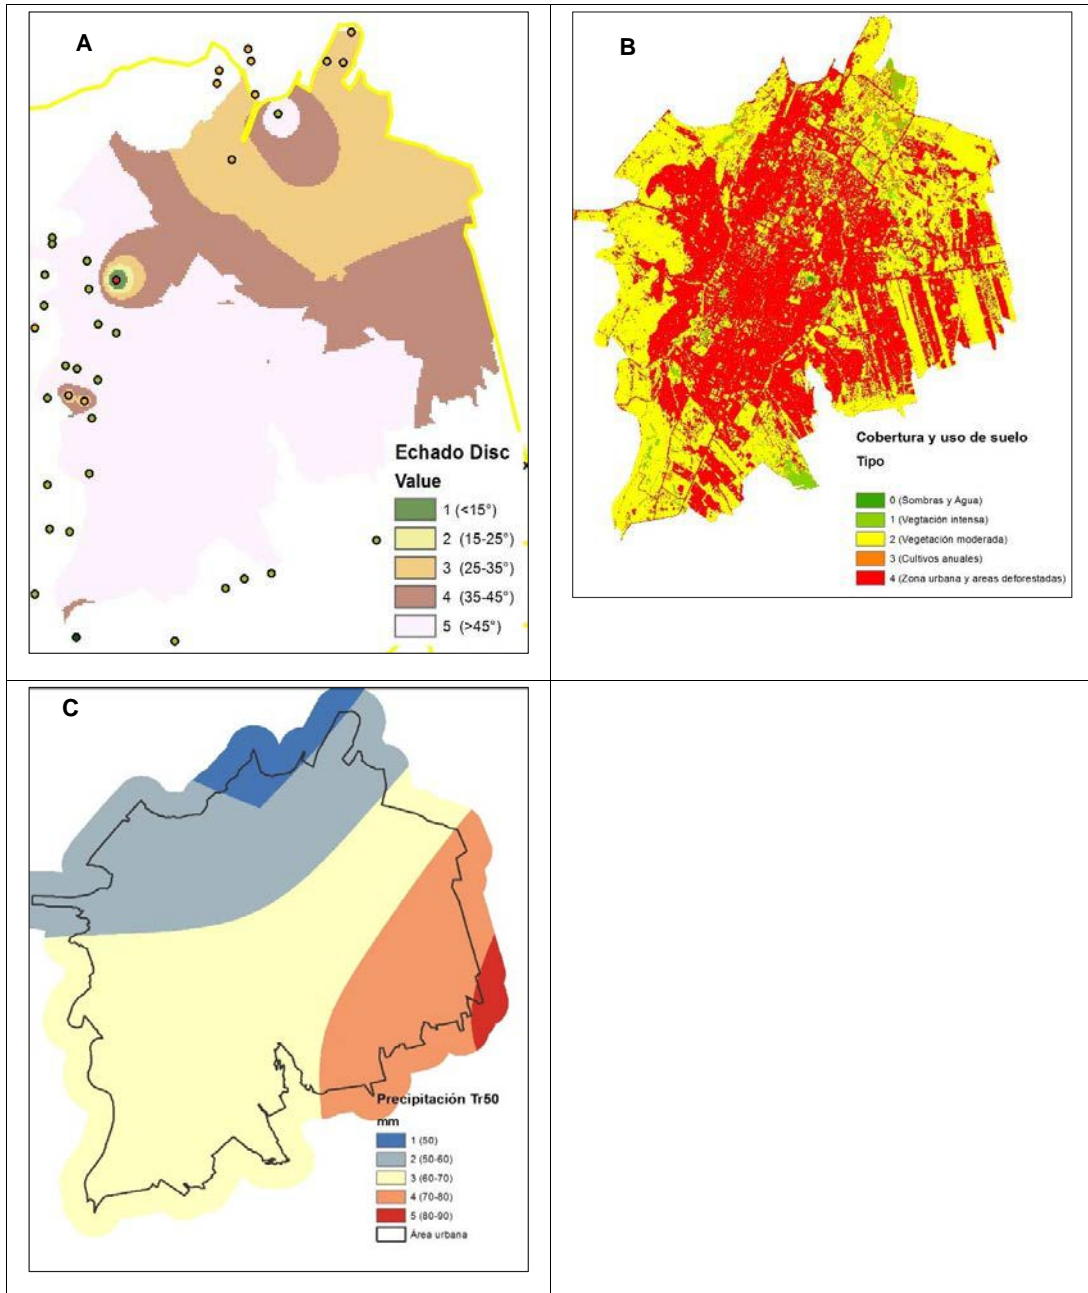 A
Echado Disc
Value
1 (<15°)
2 (15-25°)
3 (25-35°)
4 (35-45°)
5 (>45°)
B
Cobertura y uso de suelo
Tipo
0 (Sombras y Agua)
1 (Vegtación intensa)
2 (Vegetación moderada)
3 (Cultivos anuales)
4 (Zona urbana y areas deforestadas)
C
Precipitación Tr50
mm
1 (50)
2 (50-60)
3 (60-70)
4 (70-80)
5 (80-90)
Área urbana